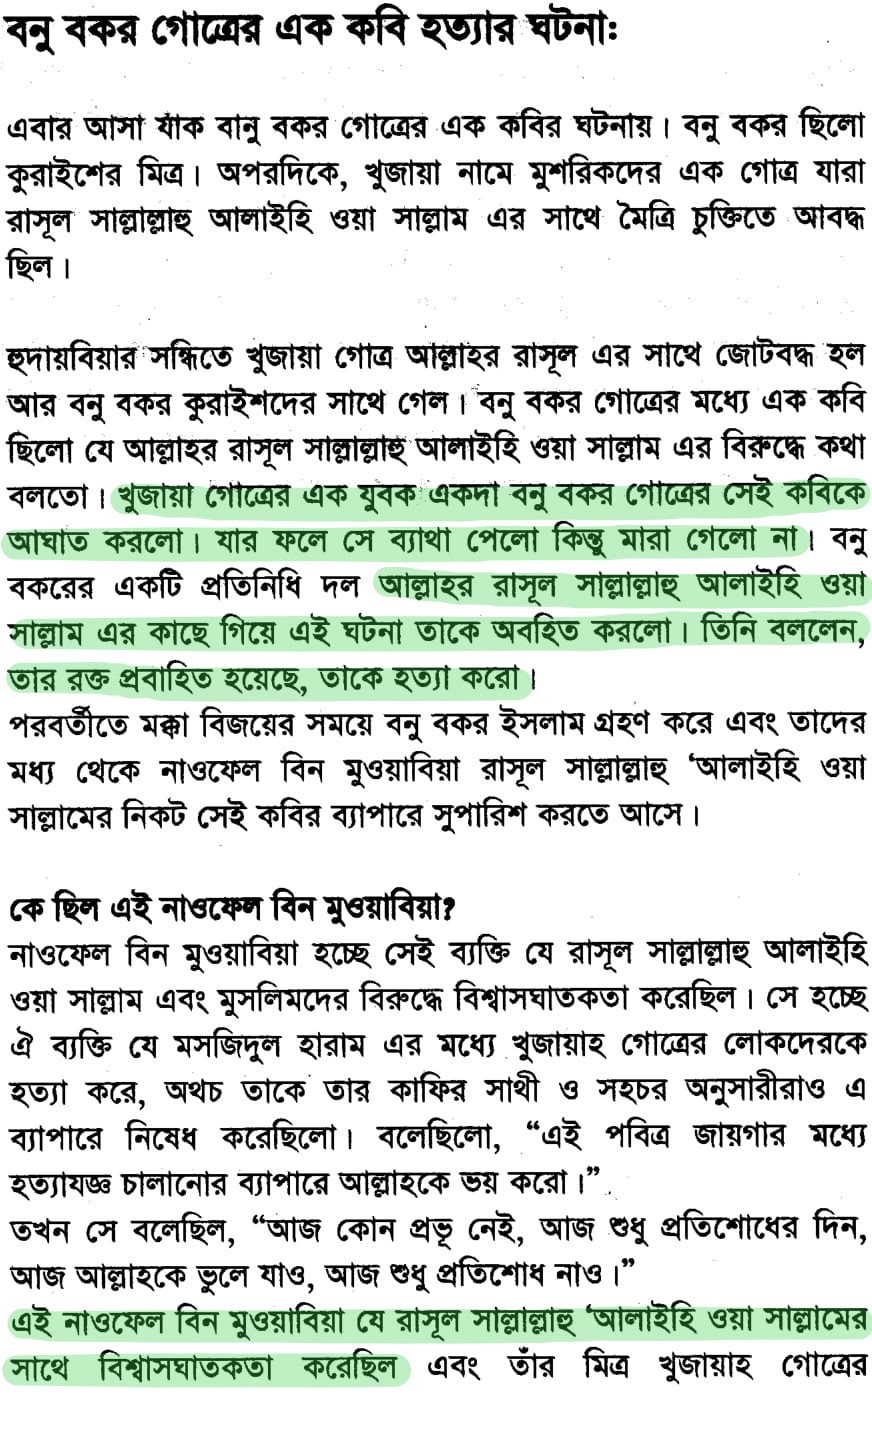 বনু বকর গোত্রের এক কবি হত্যার ঘটনা:
এবার আসা যাক বানু বকর গোত্রের এক কবির ঘটনায়। বনু বকর ছিলো
কুরাইশের মিত্র। অপরদিকে, খুজায়া নামে মুশরিকদের এক গোত্র যারা
রাসূল সাল্লাল্লাহু আলাইহি ওয়া সাল্লাম এর সাথে মৈত্রি চুক্তিতে আবদ্ধ
ছিল।
হুদায়বিয়ার সন্ধিতে খুজায়া গোত্র আল্লাহর রাসূল এর সাথে জোটবদ্ধ হল
আর বনু বকর কুরাইশদের সাথে গেল। বনু বকর গোত্রের মধ্যে এক কবি
ছিলো যে আল্লাহর রাসূল সাল্লাল্লাহু আলাইহি ওয়া সাল্লাম এর বিরুদ্ধে কথা
বলতো। খুজায়া গোত্রের এক যুবক একদা বনু বকর গোত্রের সেই কবিকে
আঘাত করলো। যার ফলে সে ব্যাথা পেলো কিন্তু মারা গেলো না। বনু
বকরের একটি প্রতিনিধি দল আল্লাহর রাসূল সাল্লাল্লাহু আলাইহি ওয়া
সাল্লাম এর কাছে গিয়ে এই ঘটনা তাকে অবহিত করলো। তিনি বললেন,
তার রক্ত প্রবাহিত হয়েছে, তাকে হত্যা করো।
পরবর্তীতে মক্কা বিজয়ের সময়ে বনু বকর ইসলাম গ্রহণ করে এবং তাদের
মধ্য থেকে নাওফেল বিন মুওয়াবিয়া রাসূল সাল্লাল্লাহু ‘আলাইহি ওয়া
সাল্লামের নিকট সেই কবির ব্যাপারে সুপারিশ করতে আসে।
কে ছিল এই নাওফেল বিন মুওয়াবিয়া?
নাওফেল বিন মুওয়াবিয়া হচ্ছে সেই ব্যক্তি যে রাসূল সাল্লাল্লাহু আলাইহি
ওয়া সাল্লাম এবং মুসলিমদের বিরুদ্ধে বিশ্বাসঘাতকতা করেছিল। সে হচ্ছে
ঐ ব্যক্তি যে মসজিদুল হারাম এর মধ্যে খুজায়াহ গোত্রের লোকদেরকে
হত্যা করে, অথচ তাকে তার কাফির সাথী ও সহচর অনুসারীরাও এ
ব্যাপারে নিষেধ করেছিলো। বলেছিলো, “এই পবিত্র জায়গার মধ্যে
হত্যাযজ্ঞ চালানোর ব্যাপারে আল্লাহকে ভয় করো।”
তখন সে বলেছিল, “আজ কোন প্রভূ নেই, আজ শুধু প্রতিশোধের দিন,
আজ আল্লাহকে ভুলে যাও, আজ শুধু প্রতিশোধ নাও।”
এই নাওফেল বিন মুওয়াবিয়া যে রাসূল সাল্লাল্লাহু ‘আলাইহি ওয়া সাল্লামের
সাথে বিশ্বাসঘাতকতা করেছিল এবং তাঁর মিত্র খুজায়াহ গোত্রের